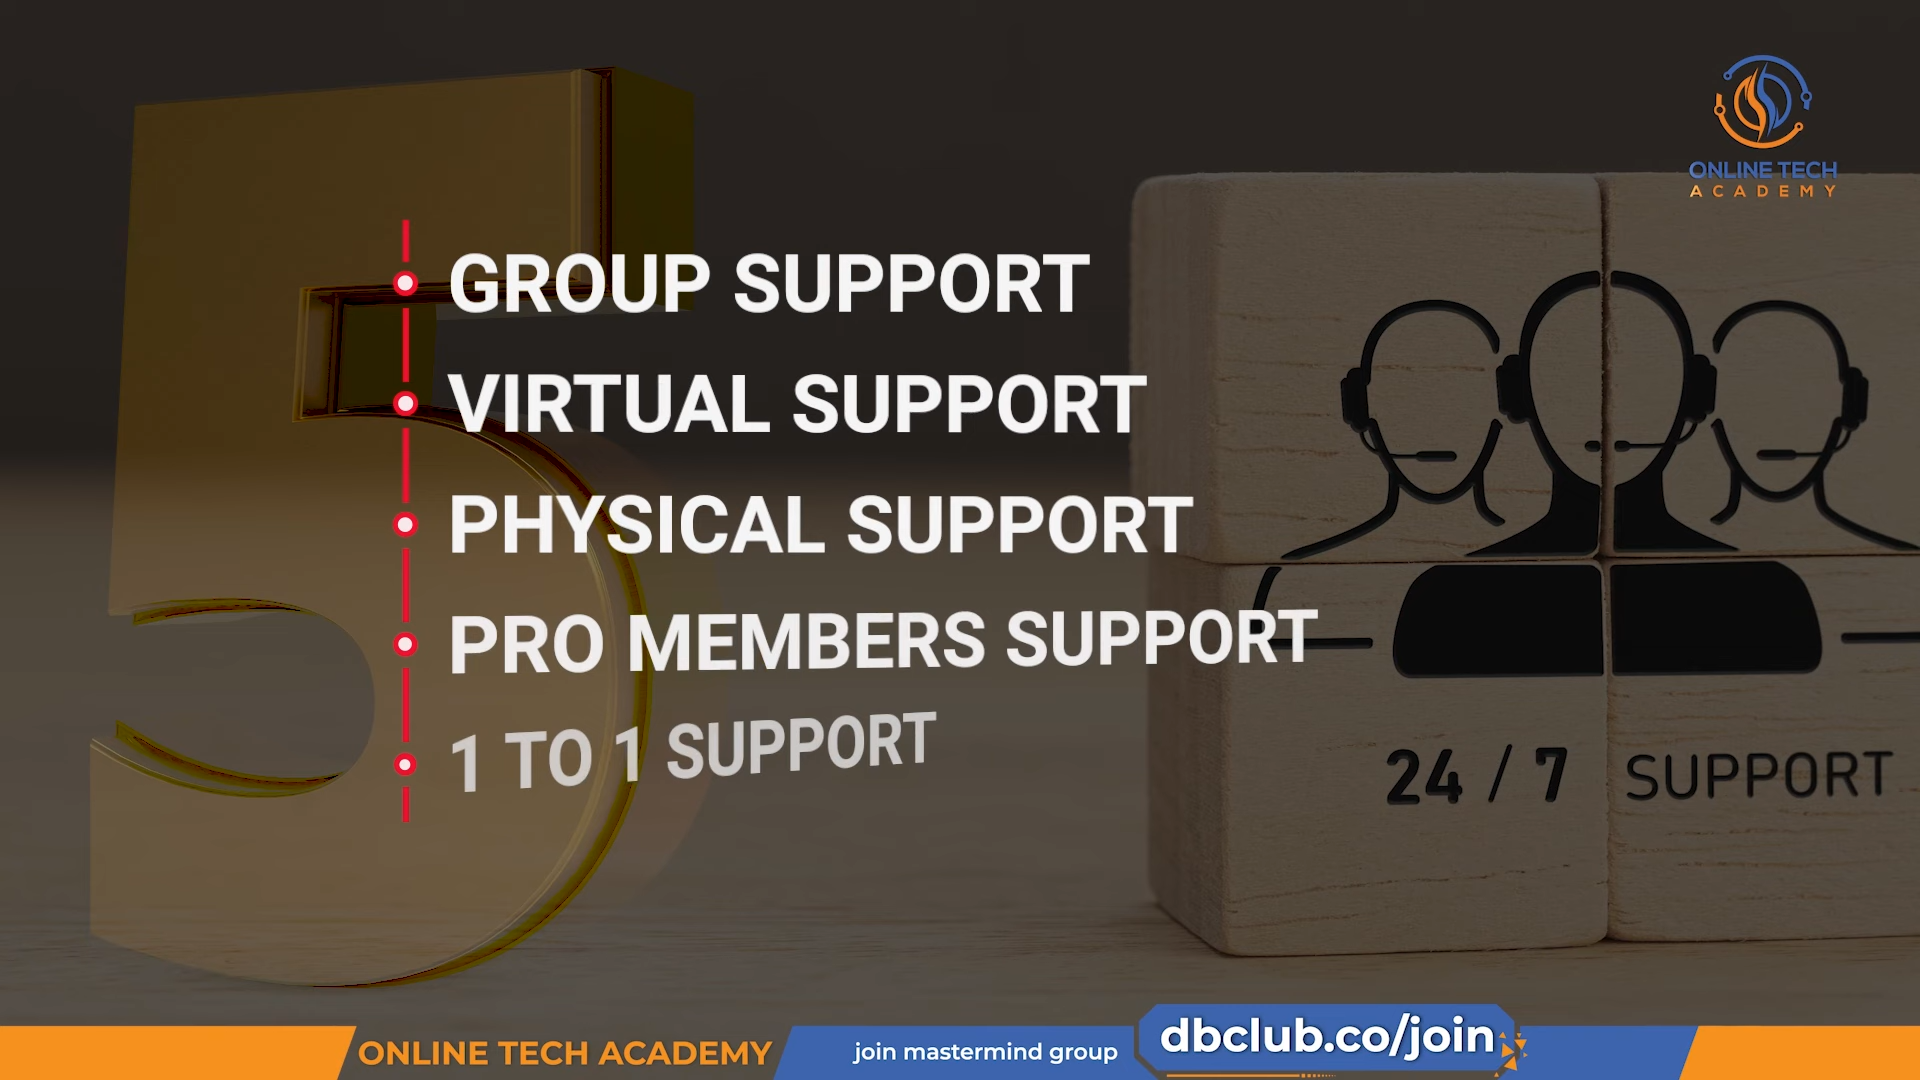 5
ONLINE TECH
ACADEMY
GROUP SUPPORT
VIRTUAL SUPPORT
PHYSICAL SUPPORT
PRO MEMBERS SUPPORT
1 TO 1 SUPPORT
24 / 7 SUPPORT
ONLINE TECH ACADEMY
join mastermind group
dbclub.co/join